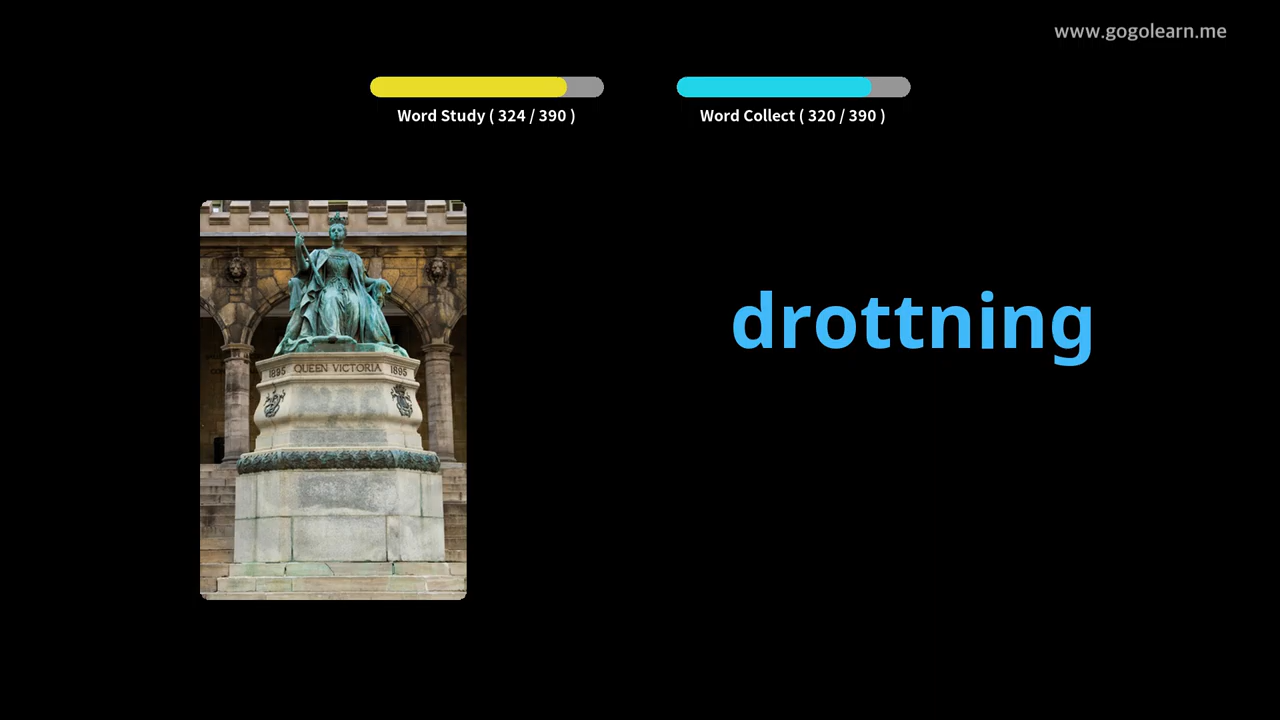 www.gogolearn.me
Word Study ( 324 / 390 )
Word Collect ( 320 / 390 )
drottning
1895 QUEEN VICTORIA 1895